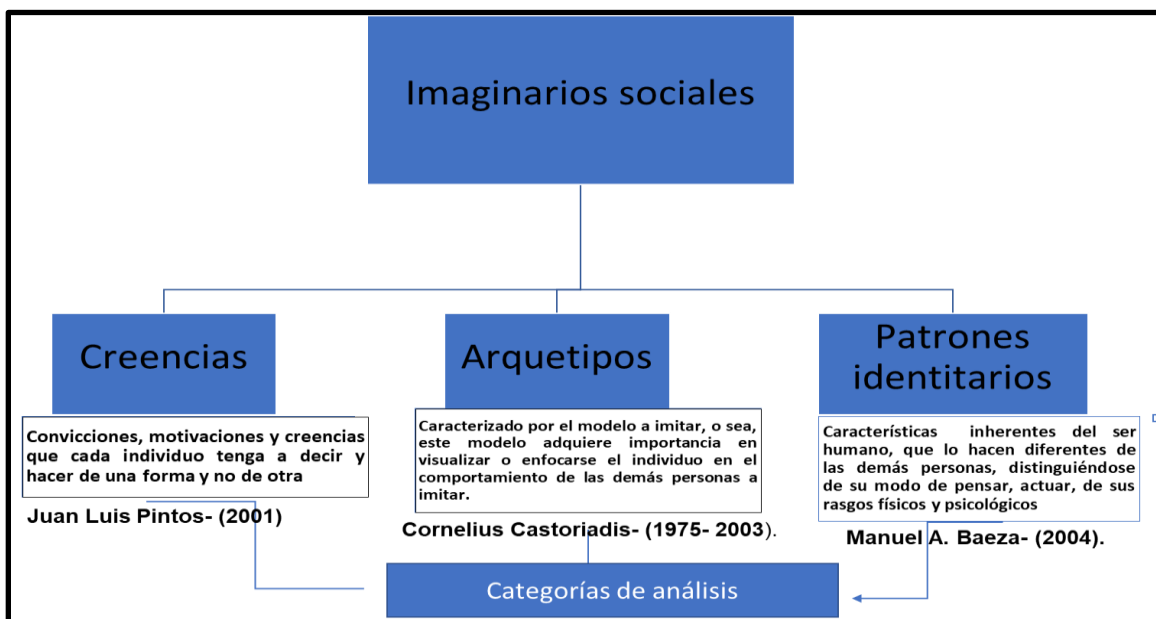 Imaginarios sociales
Creencias
Convicciones, motivaciones y creencias
que cada individuo tenga a decir y
hacer de una forma y no de otra
Juan Luis Pintos- (2001)
Arquetipos
Caracterizado por el modelo a imitar, o sea,
este modelo adquiere importancia en
visualizar o enfocarse el individuo en el
comportamiento de las demás personas a
imitar.
Cornelius Castoriadis- (1975- 2003).
Patrones
identitarios
Características inherentes del ser
humano, que lo hacen diferentes de
las demás personas, distinguiéndose
de su modo de pensar, actuar, de sus
rasgos físicos y psicológicos
Manuel A. Baeza- (2004).
Categorías de análisis